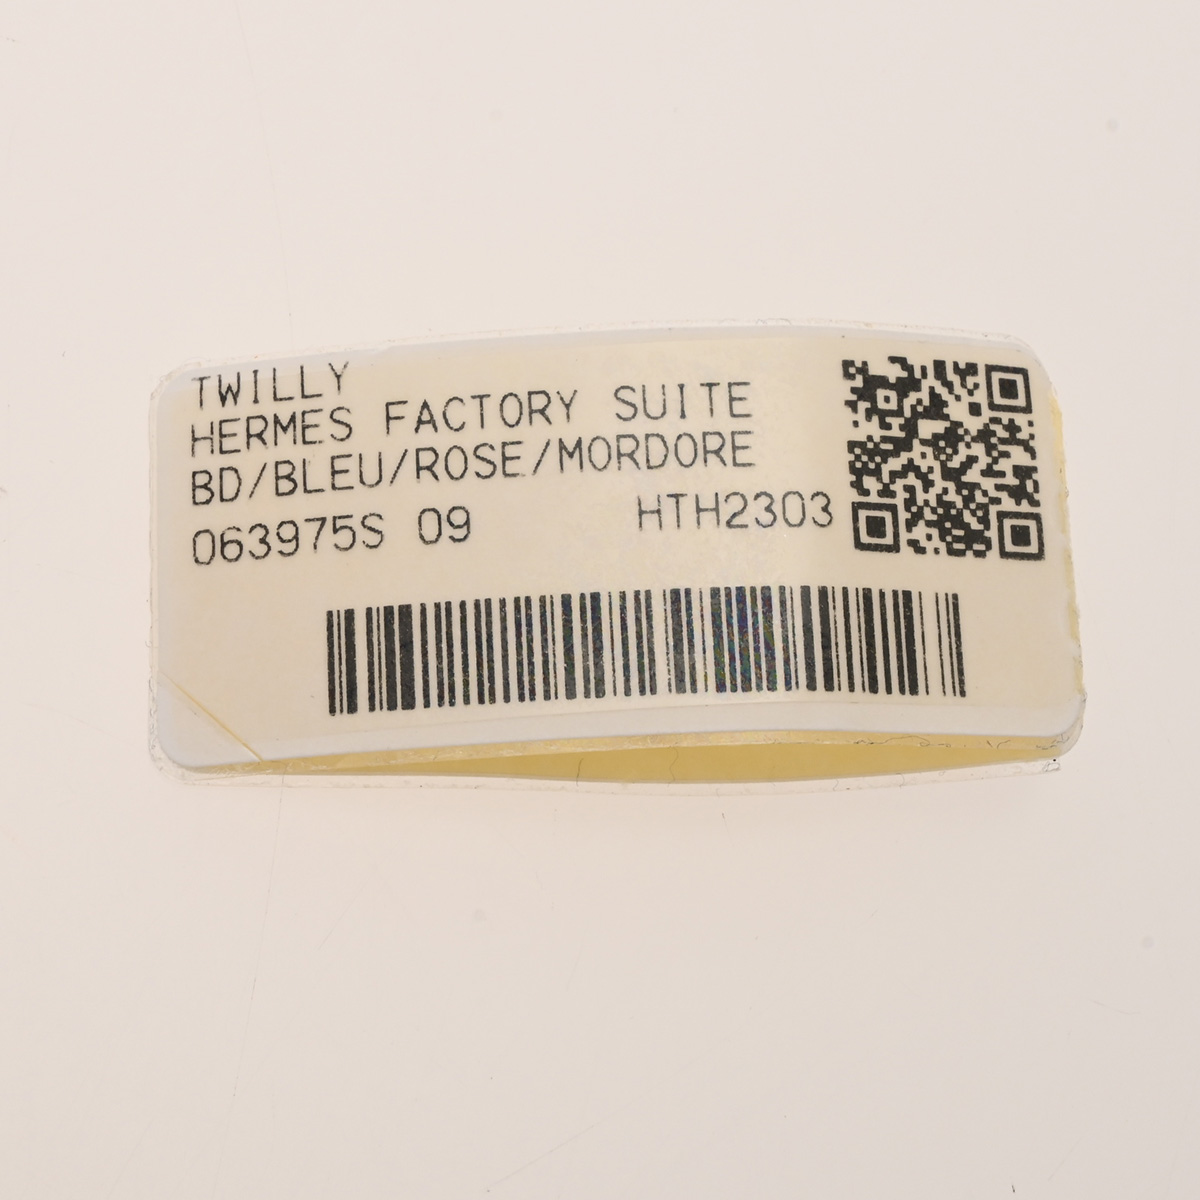 TWILLY
HERMES FACTORY SUITE
BD/BLEU/ROSE/MORDORE
063975S 09 HTH2303